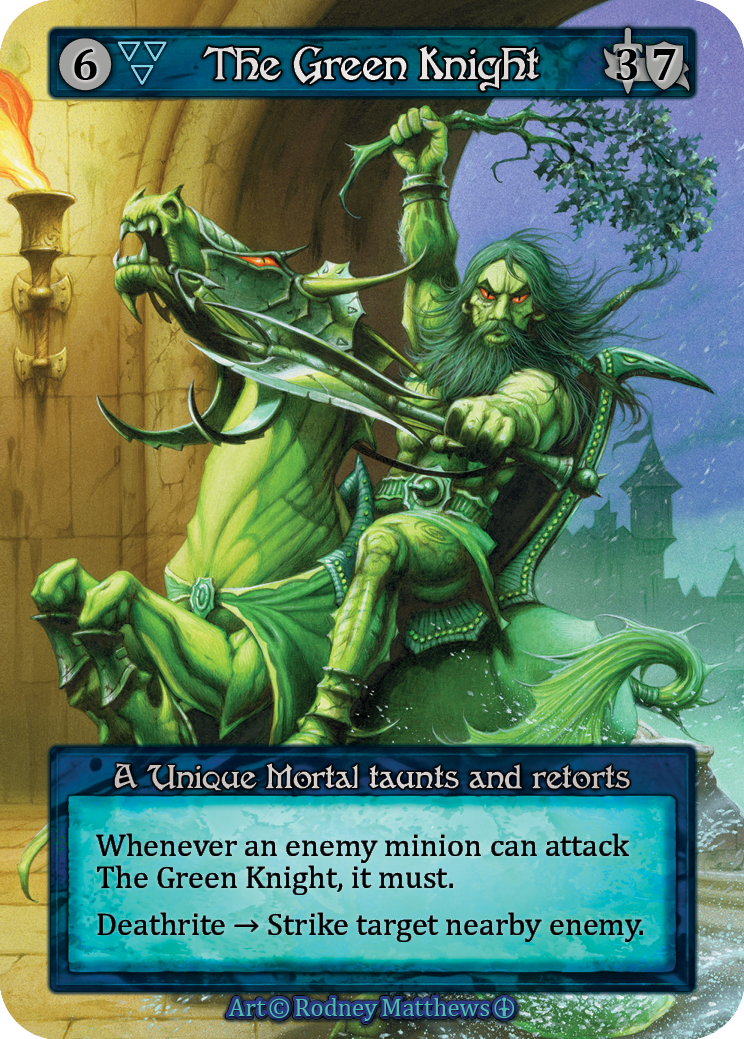 6 The Green Knight 3 7
A Unique Mortal taunts and retorts
Whenever an enemy minion can attack
The Green Knight, it must.
Deathrite → Strike target nearby enemy.
Art © Rodney Matthews